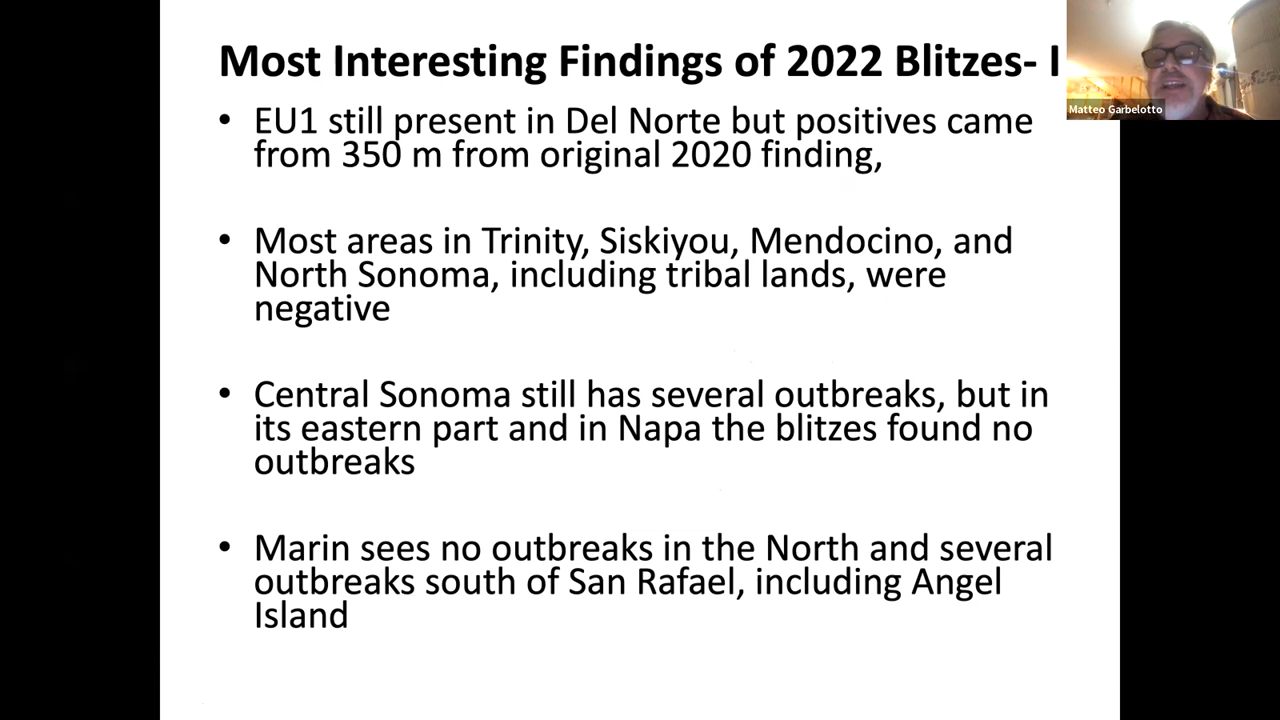 Most Interesting Findings of 2022 Blitzes- I
Matteo Garbelotto
• EU1 still present in Del Norte but positives came
from 350 m from original 2020 finding,
• Most areas in Trinity, Siskiyou, Mendocino, and
North Sonoma, including tribal lands, were
negative
• Central Sonoma still has several outbreaks, but in
its eastern part and in Napa the blitzes found no
outbreaks
• Marin sees no outbreaks in the North and several
outbreaks south of San Rafael, including Angel
Island